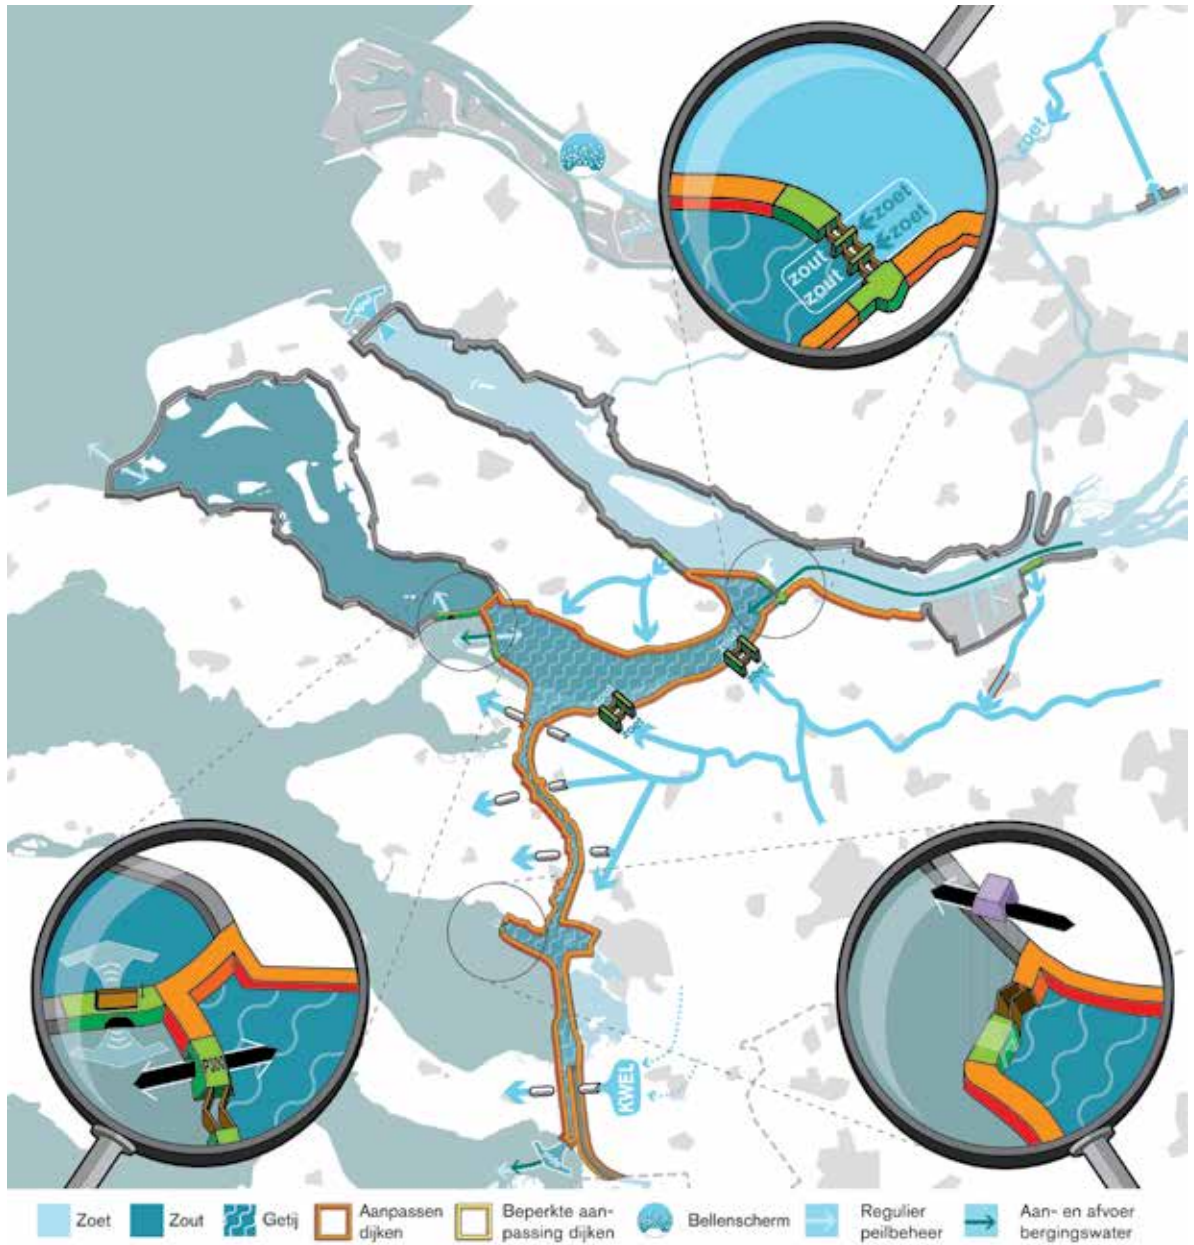 zoet
zoet
zoet
zout
zout
zoet
KWEL
Zoet
Zout
Getij
Aanpassen
dijken
Beperkte aan-
passing dijken
Bellenscherm
Regulier
peilbeheer
Aan- en afvoer
bergingswater